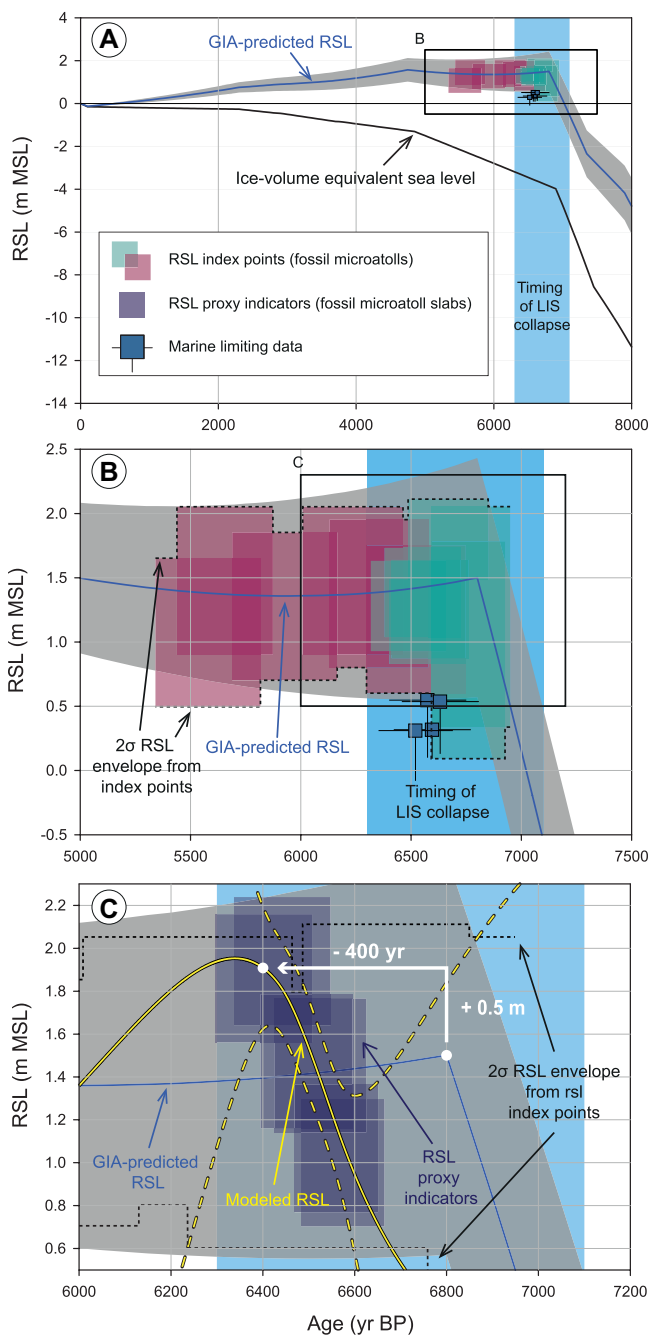 A
GIA-predicted RSL
B
2
0
-2
-4
-6
-8
-10
-12
-14
RSL (m MSL)
Ice-volume equivalent sea level
RSL index points (fossil microatolls)
RSL proxy indicators (fossil microatoll slabs)
Marine limiting data
Timing
of LIS
collapse
0
2000
4000
6000
8000
B
C
2.5
2.0
1.5
1.0
0.5
0.0
-0.5
RSL (m MSL)
2σ RSL
envelope from
index points
GIA-predicted RSL
Timing of
LIS collapse
5000
5500
6000
6500
7000
7500
C
2.2
2.0
1.8
1.6
1.4
1.2
1.0
0.8
0.6
RSL (m MSL)
- 400 yr
+ 0.5 m
2σ RSL envelope
from rsl
index points
GIA-predicted
RSL
Modeled RSL
RSL
proxy
indicators
6000
6200
6400
6600
6800
7000
7200
Age (yr BP)